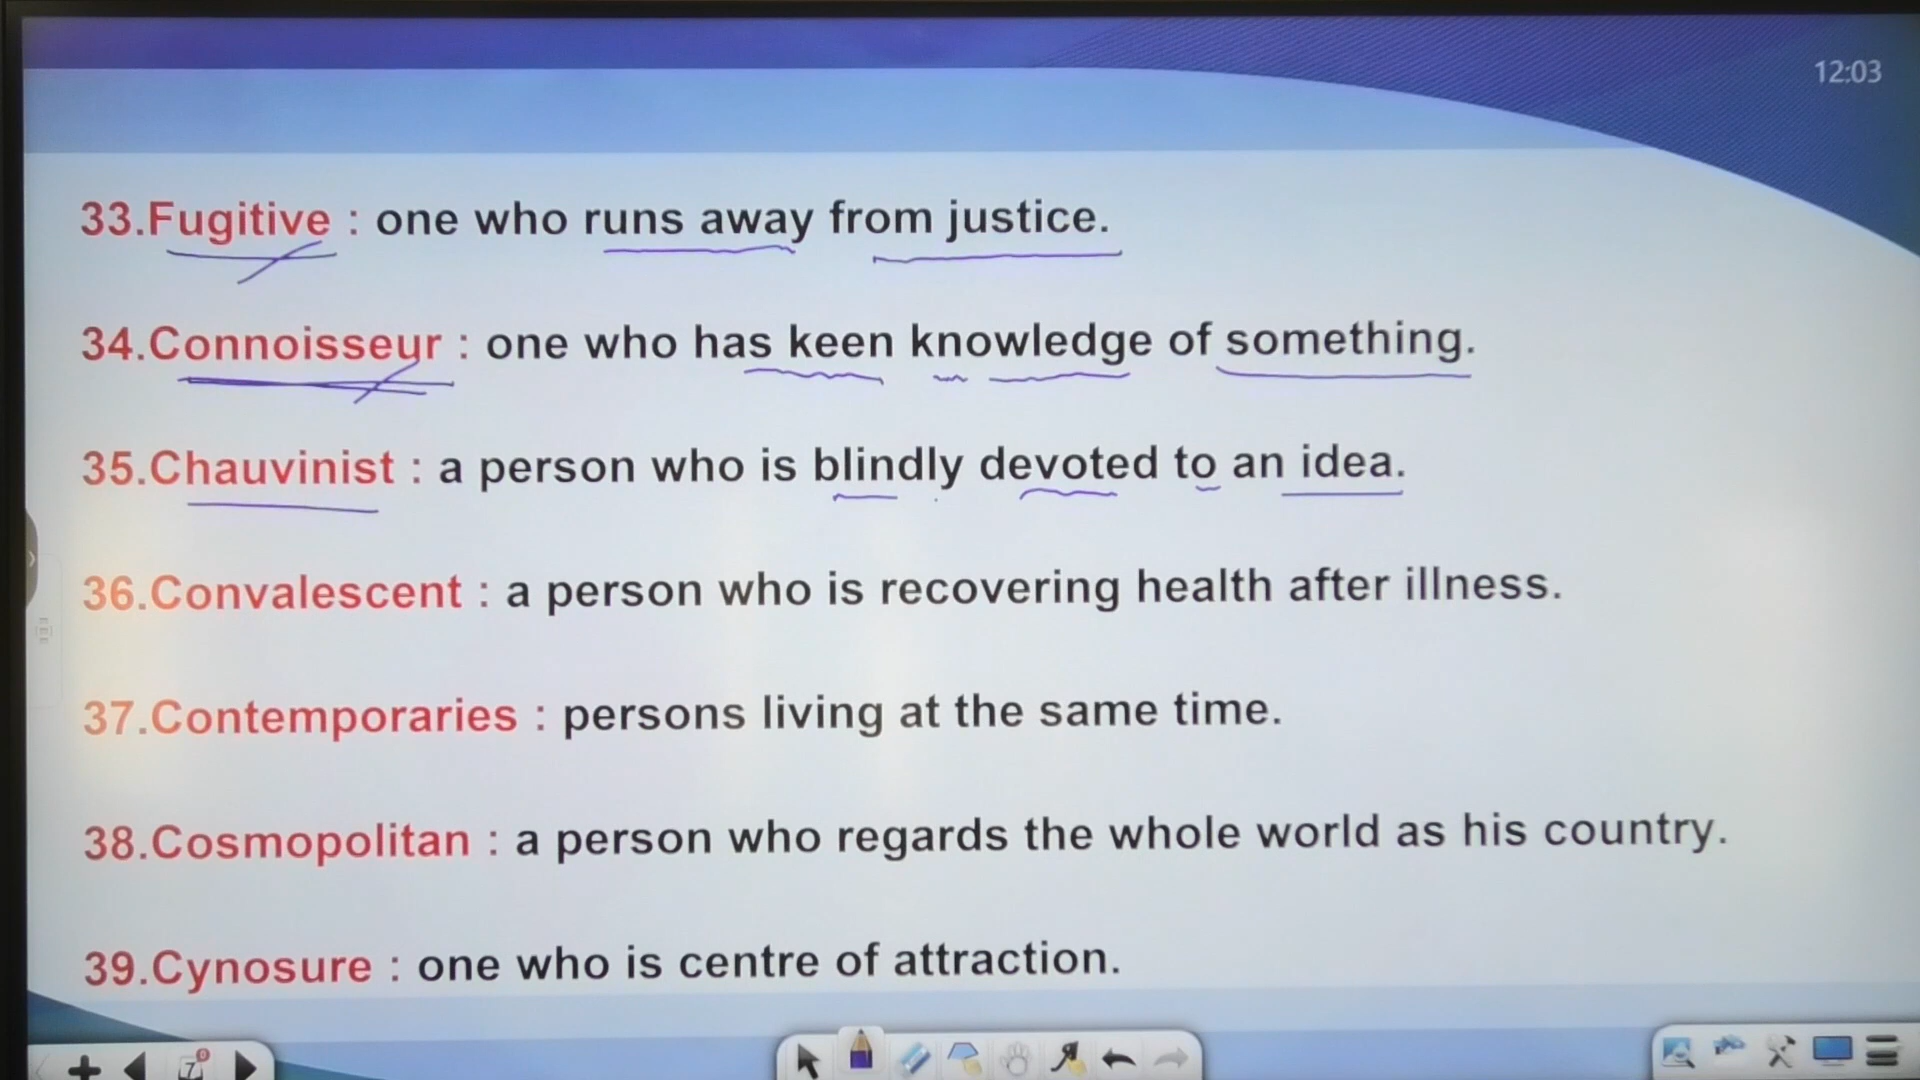 12:03
33.Fugitive : one who runs away from justice.
34.Connoisseur : one who has keen knowledge of something.
35.Chauvinist : a person who is blindly devoted to an idea.
36.Convalescent : a person who is recovering health after illness.
37.Contemporaries : persons living at the same time.
38.Cosmopolitan : a person who regards the whole world as his country.
39.Cynosure : one who is centre of attraction.
7
0